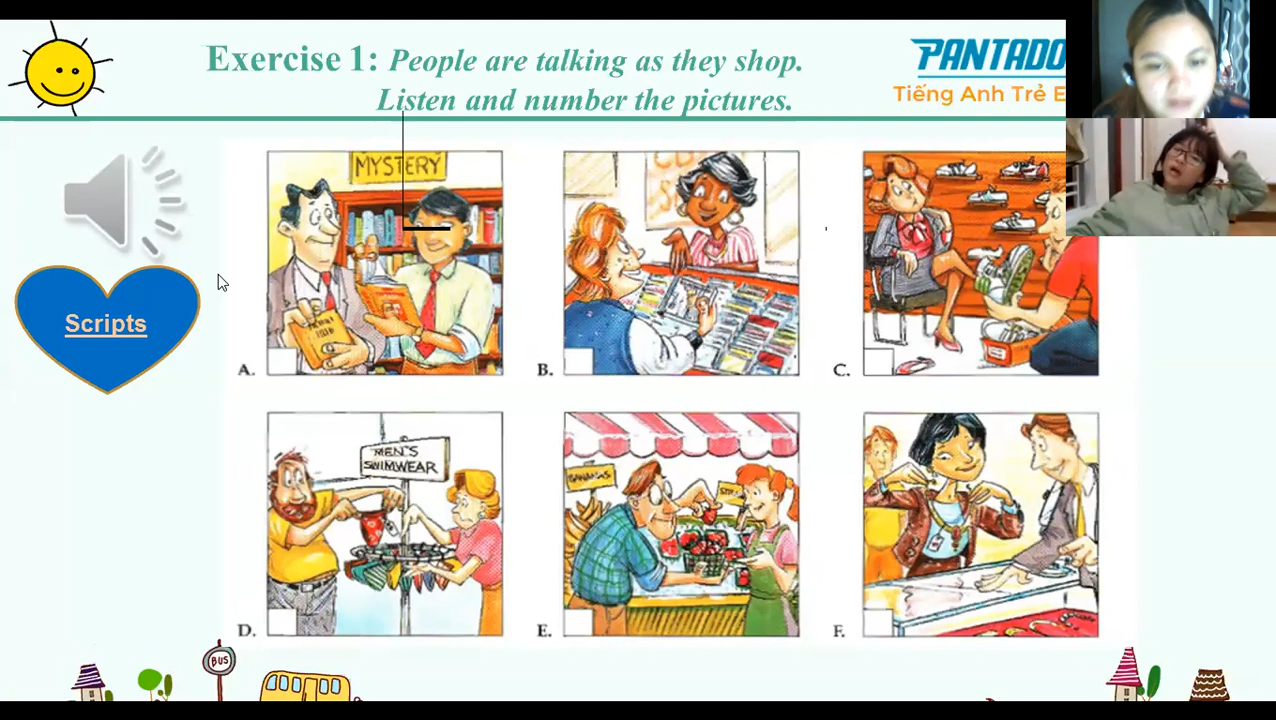 Exercise 1: People are talking as they shop.
Listen and number the pictures.
PANTADO
Tiếng Anh Trẻ E
Scripts
MYSTERY
A.
B.
C.
MEN'S
SWIMWEAR
BANANAS
D.
E.
F.
BUS